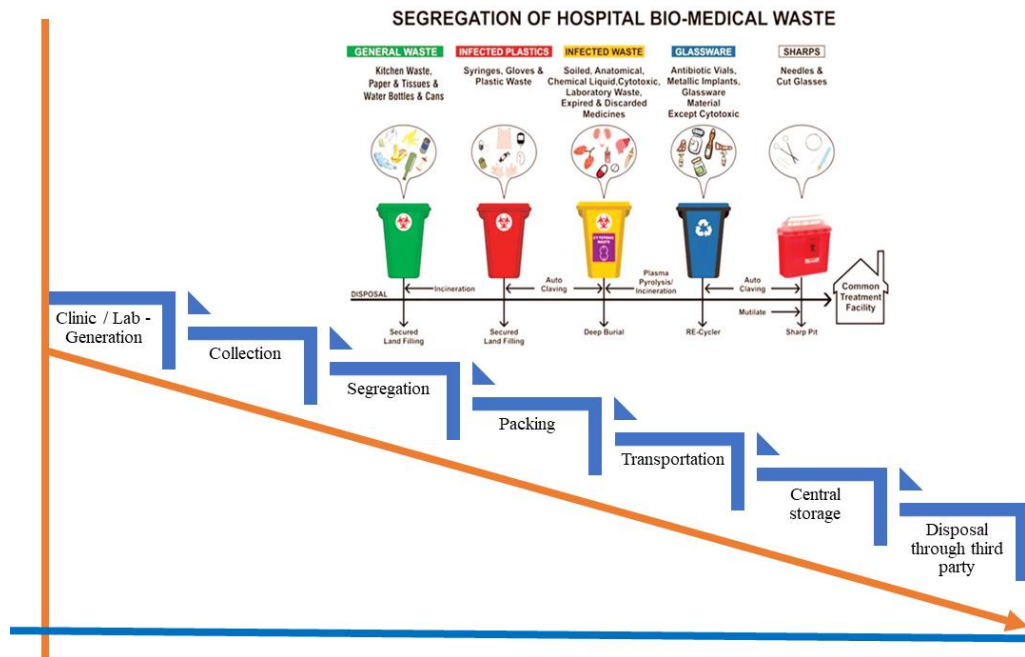 SEGREGATION OF HOSPITAL BIO-MEDICAL WASTE
GENERAL WASTE
Kitchen Waste,
Paper & Tissues &
Water Bottles & Cans
INFECTED PLASTICS
Syringes, Gloves &
Plastic Waste
INFECTED WASTE
Soiled, Anatomical,
Chemical Liquid,Cytotoxic,
Laboratory Waste,
Expired & Discarded
Medicines
GLASSWARE
Antibiotic Vials,
Metallic Implants,
Glassware
Material
Except Cytotoxic
SHARPS
Needles &
Cut Glasses
DISPOSAL
Incineration
Auto
Claving
Plasma
Pyrolysis/
Incineration
Auto
Claving
Mutilate
Common
Treatment
Facility
Secured
Land Filling
Secured
Land Filling
Deep Burial
RE-Cycler
Sharp Pit
Clinic / Lab -
Generation
Collection
Segregation
Packing
Transportation
Central
storage
Disposal
through third
party